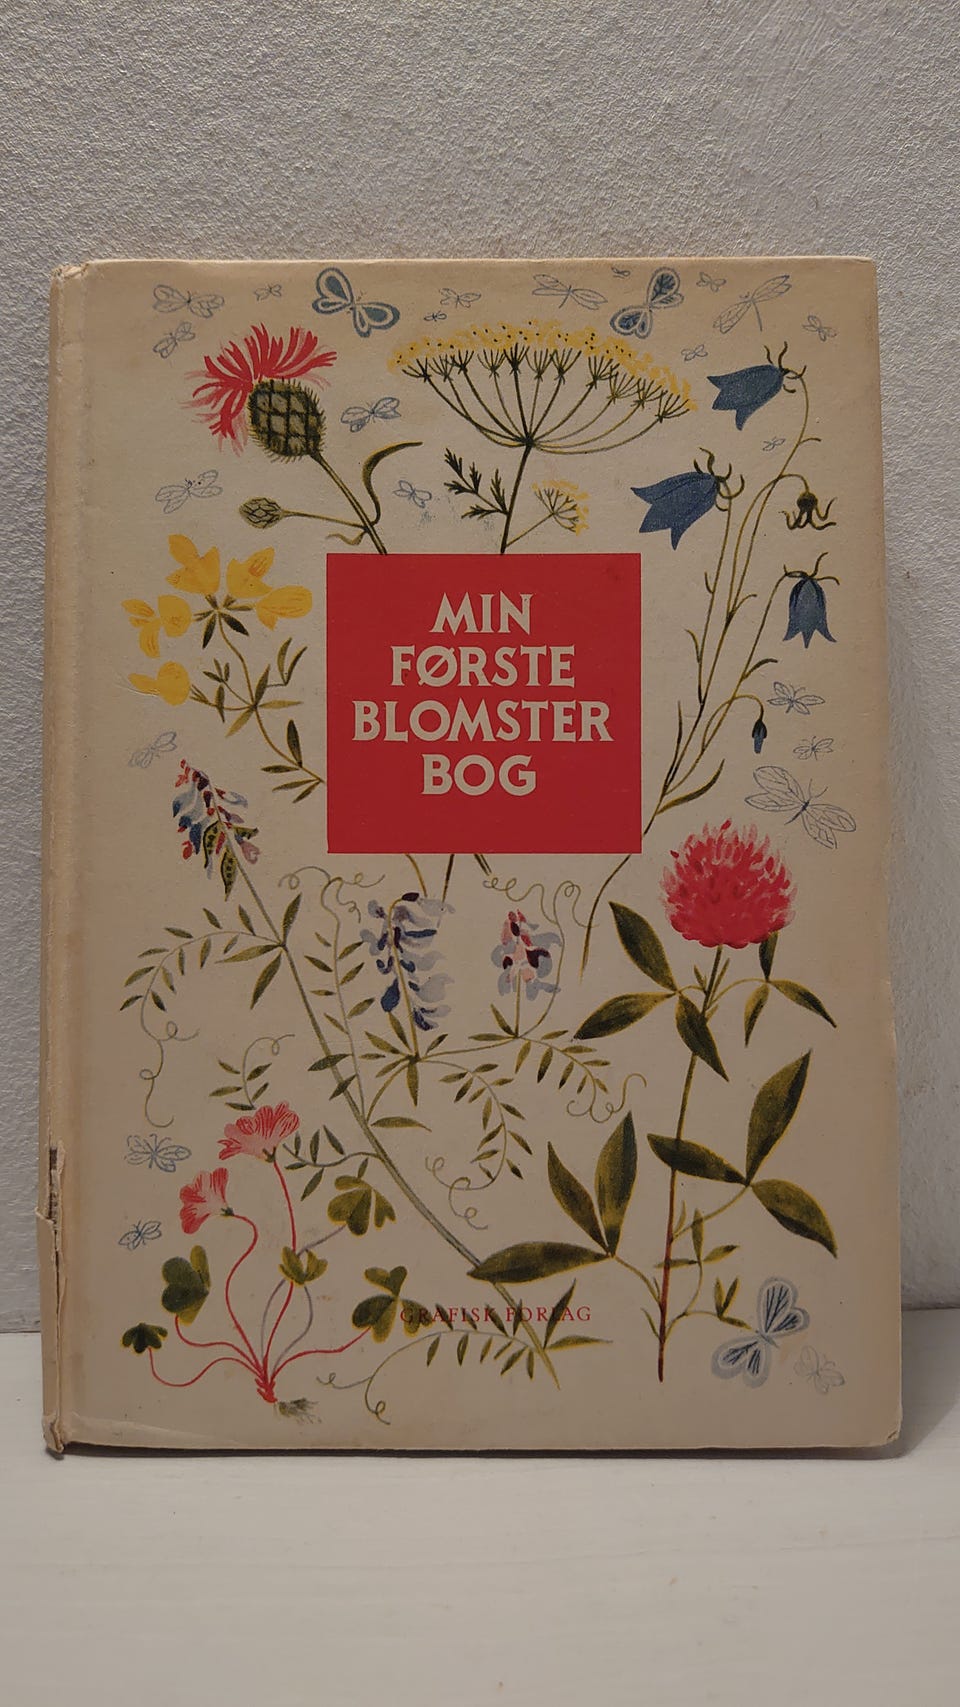 MIN
FØRSTE
BLOMSTER
BOG
GRAFISK FORLAG